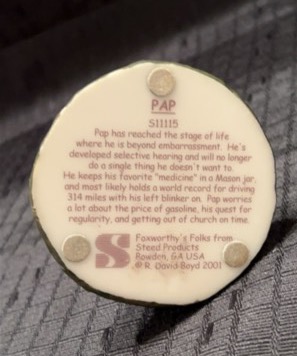 PAP
S11115
Pap has reached the stage of life
where he is beyond embarrassment. He's
developed selective hearing and will no longer
do a single thing he doesn't want to.
He keeps his favorite "medicine" in a Mason jar
and most likely holds a world record for driving
314 miles with his left blinker on. Pap worries
a lot about the price of gasoline, his quest for
regularity, and getting out of church on time.
S
Foxworthy's Folks from
Steed Products
Bowden, GA USA
© R. David Boyd 2001